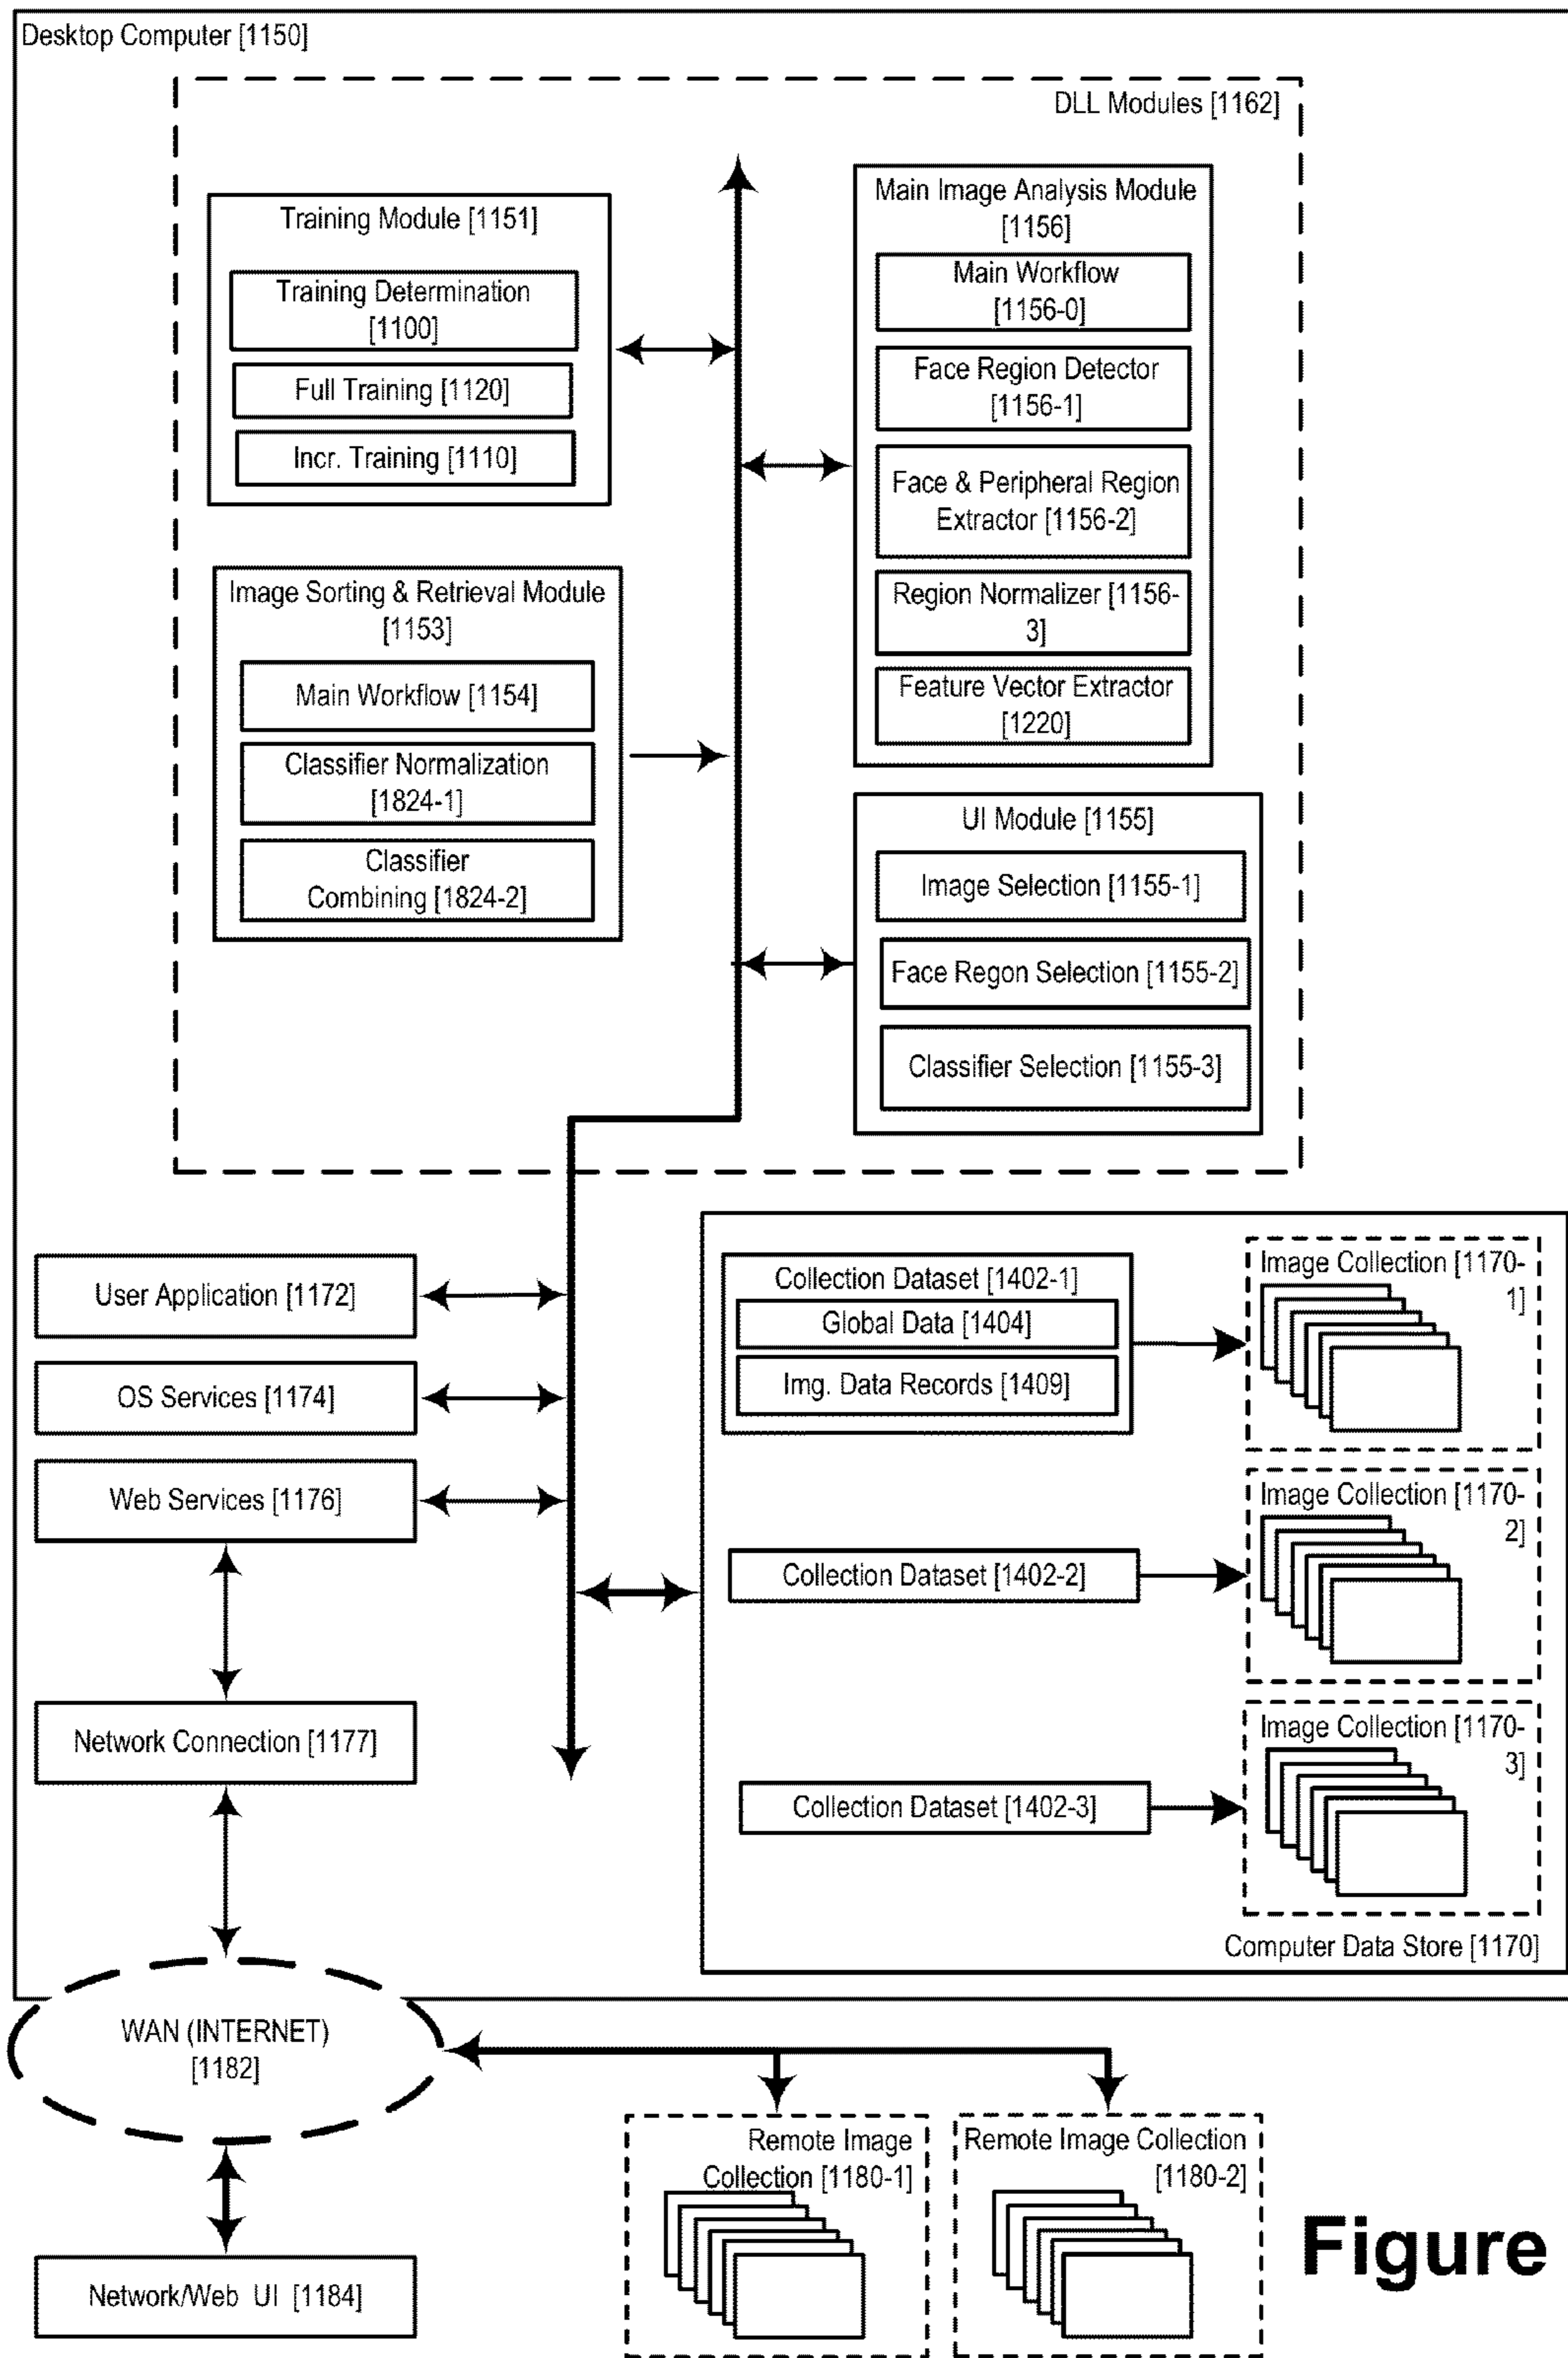 Desktop Computer [1150]
DLL Modules [1162]
Training Module [1151]
Training Determination
[1100]
Full Training [1120]
Incr. Training [1110]
Image Sorting & Retrieval Module
[1153]
Main Workflow [1154]
Classifier Normalization
[1824-1]
Classifier
Combining [1824-2]
Main Image Analysis Module
[1156]
Main Workflow
[1156-0]
Face Region Detector
[1156-1]
Face & Peripheral Region
Extractor [1156-2]
Region Normalizer [1156-
3]
Feature Vector Extractor
[1220]
UI Module [1155]
Image Selection [1155-1]
Face Regon Selection [1155-2]
Classifier Selection [1155-3]
User Application [1172]
OS Services [1174]
Web Services [1176]
Network Connection [1177]
Collection Dataset [1402-1]
Global Data [1404]
Img. Data Records [1409]
Image Collection [1170-
1]
Collection Dataset [1402-2]
Image Collection [1170-
2]
Collection Dataset [1402-3]
Image Collection [1170-
3]
Computer Data Store [1170]
WAN (INTERNET)
[1182]
Network/Web UI [1184]
Remote Image
Collection [1180-1]
Remote Image Collection
[1180-2]
Figure